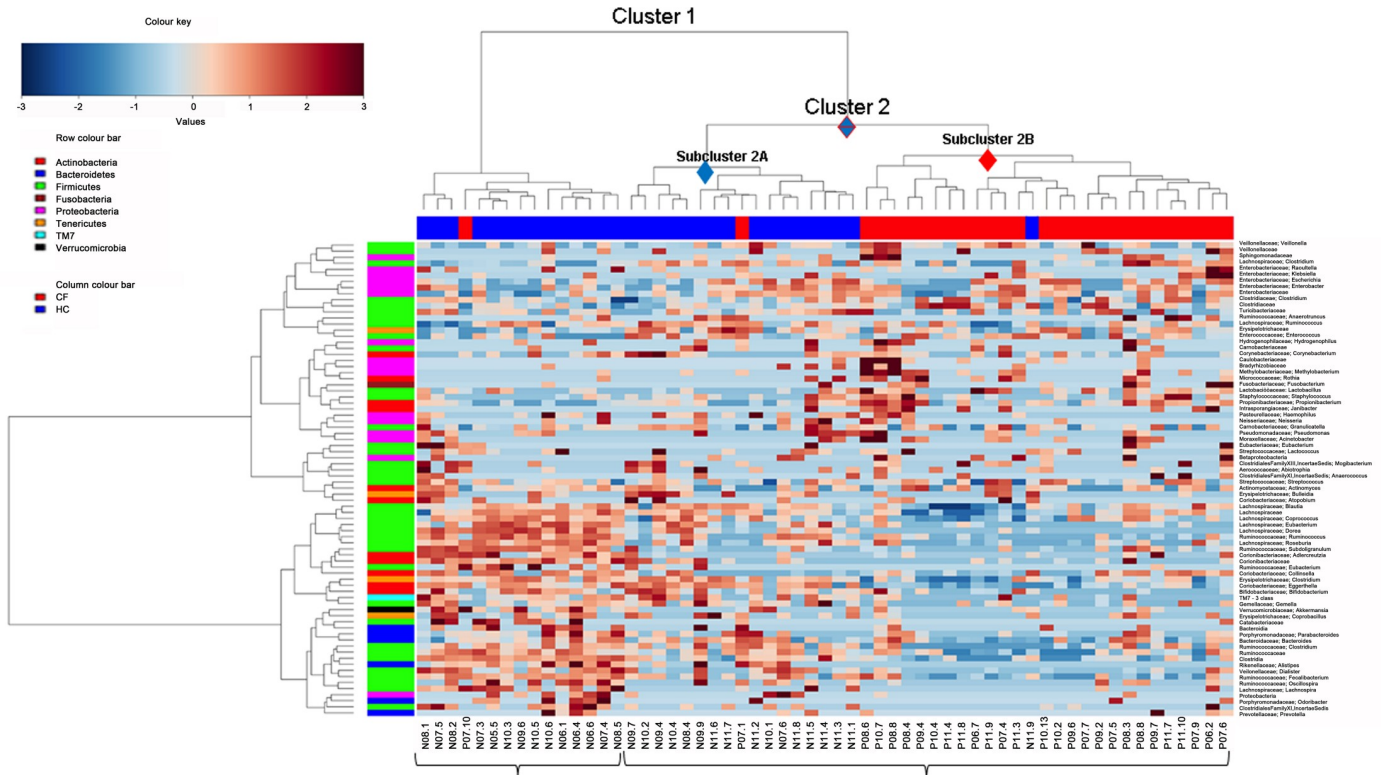 Cluster 1
Colour key
-3 -2 -1 0 1 2 3
Values
Row colour bar
Actinobacteria
Bacteroidetes
Firmicutes
Fusobacteria
Proteobacteria
Tenericutes
TM7
Verrucomicrobia
Column colour bar
CF
HC
Cluster 2
Subcluster 2A
Subcluster 2B
Veillonellaceae; Veillonella
Veillonellaceae
Sphingomonadaceae
Lachnospiraceae; Clostridium
Enterobacteriaceae; Raoultella
Enterobacteriaceae; Klebsiella
Enterobacteriaceae; Escherichia
Enterobacteriaceae; Enterobacter
Enterobacteriaceae
Clostridiaceae; Clostridium
Clostridiaceae
Turicibacteriaceae
Ruminococcaceae; Anaerotrunous
Lachnospiraceae; Ruminococcus
Erysipelotrichaceae
Enterococcaceae; Enterococcus
Hydrogenophilaceae; Hydrogenophilus
Carnobacteriaceae
Corynebacteriaceae; Corynebacterium
Caulobacteriaceae
Bradyrhizobiaceae
Methylobacteriaceae; Methylobacterium
Micrococcaceae; Rothia
Fusobacteriaceae; Fusobacterium
Lactobacillaceae; Lactobacillus
Staphylococcaceae; Staphylococcus
Propionibacteriaceae; Propionibacterium
Intrasporangiaceae; Janibacter
Pasteurellaceae; Haemophilus
Neisseriaceae; Neisseria
Carnobacteriaceae; Granulicatella
Pseudomonadaceae; Pseudomonas
Moraxellaceae; Acinetobacter
Eubacteriaceae; Eubacterium
Streptococcaceae; Lactococcus
Betaproteobacteria
ClostridialesFamilyXIII,IncertaeSedis; Mogibacterium
Aerococcaceae; Abiotrophia
ClostridialesFamilyXI,IncertaeSedis; Anaerococcus
Streptococcaceae; Streptococcus
Actinomycetaceae; Actinomyces
Erysipelotrichaceae; Bulleidia
Coriobacteriaceae; Atopobium
Lachnospiraceae; Blautia
Lachnospiraceae
Lachnospiraceae; Coprococcus
Lachnospiraceae; Eubacterium
Lachnospiraceae; Dorea
Ruminococcaceae; Ruminococcus
Lachnospiraceae; Roseburia
Ruminococcaceae; Subdoligranulum
Corionibacteriaceae; Adlercreutzia
Corionibacteriaceae
Ruminococcaceae; Eubacterium
Coriobacteriaceae; Collinsella
Erysipelotrichaceae; Clostridium
Coriobacteriaceae; Eggerthella
Bifidobacteriaceae; Bifidobacterium
TM7 - 3 class
Gemellaceae; Gemella
Verrucomicrobiaceae; Akkermansia
Erysipelotrichaceae; Coprobacillus
Catabacteriaceae
Bacteroidia
Porphyromonadaceae; Parabacteroides
Bacteroidaceae; Bacteroides
Ruminococcaceae; Clostridium
Ruminococcaceae
Clostridia
Rikenellaceae; Alistipes
Veillonellaceae; Dialister
Ruminococcaceae; Fecalibacterium
Ruminococcaceae; Oscillospira
Lachnospiraceae; Lachnospira
Proteobacteria
Porphyromonadaceae; Odoribacter
ClostridialesFamilyXI,IncertaeSedis
Prevotellaceae; Prevotella
N08.1 N07.5 N08.2 P07.10 N07.3 N05.5 N10.3 N09.6 N10.5 N10.6 N06.1 N06.4 N06.6 N07.4 N08.5 N09.7 N10.2 N09.4 N10.4 N08.4 N09.9 N11.6 N11.7 P07.1 N11.2 N10.1 N07.6 N11.8 N11.5 N11.4 N11.3 N11.1 P08.6 P10.7 P08.8 P08.4 P09.4 P10.4 P11.4 P11.8 P06.7 P11.9 P07.4 P11.3 N11.9 P10.13 P10.2 P09.6 P07.7 P09.2 P07.5 P08.3 P08.8 P09.7 P11.7 P11.10 P07.9 P06.2 P07.6